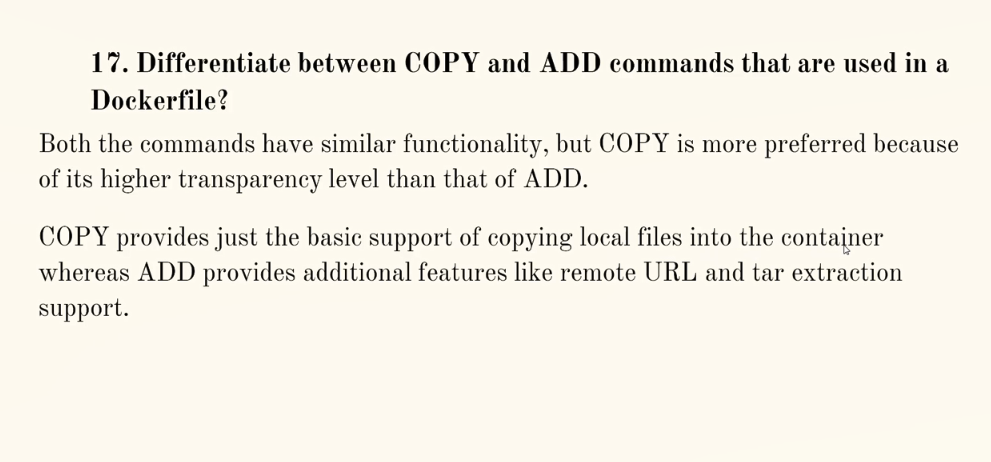 17. Differentiate between COPY and ADD commands that are used in a
Dockerfile?
Both the commands have similar functionality, but COPY is more preferred because
of its higher transparency level than that of ADD.
COPY provides just the basic support of copying local files into the container
whereas ADD provides additional features like remote URL and tar extraction
support.